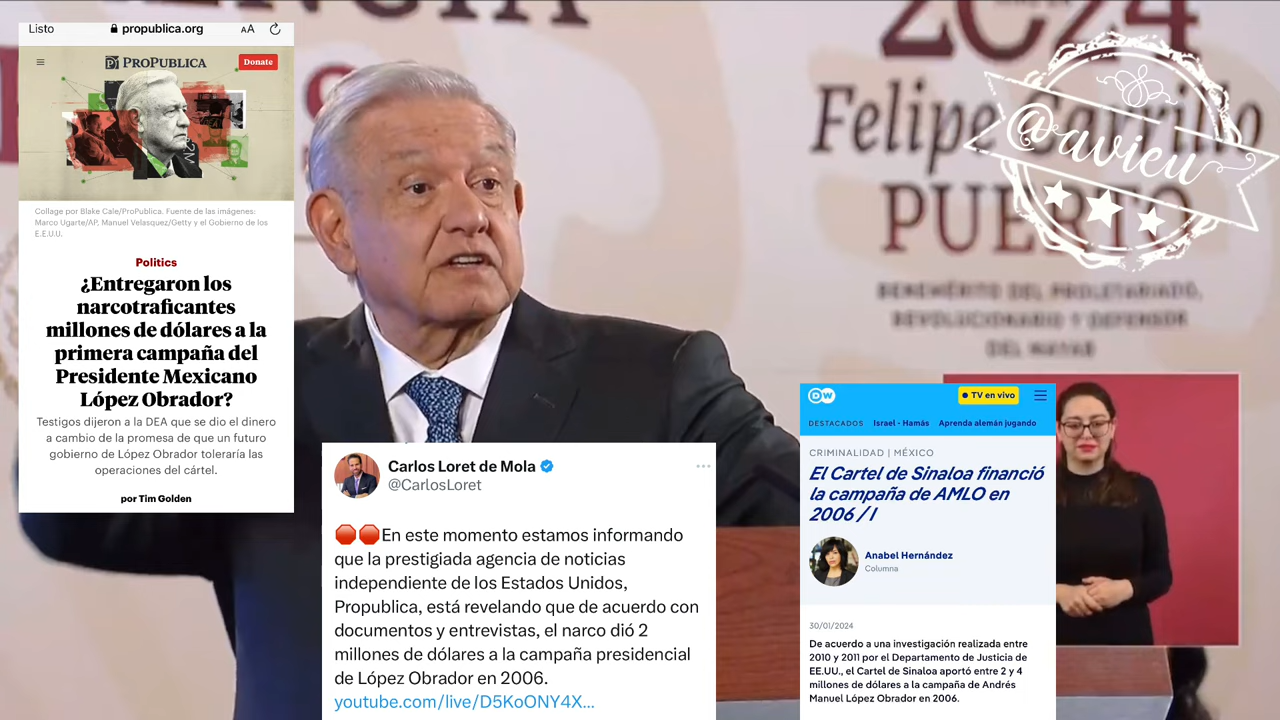 Listo
propublica.org
AA
PROPUBLICA
Donate
Collage por Blake Cale/ProPublica. Fuente de las imágenes:
Marco Ugarte/AP, Manuel Velasquez/Getty y el Gobierno de los
E.E.U.U.
Politics
¿Entregaron los
narcotraficantes
millones de dólares a la
primera campaña del
Presidente Mexicano
López Obrador?
Testigos dijeron a la DEA que se dio el dinero
a cambio de la promesa de que un futuro
gobierno de López Obrador toleraría las
operaciones del cártel.
por Tim Golden
2024
Felipe Carrillo
PUERTO
BENEMÉRITO DEL PROLETARIADO,
REVOLUCIONARIO Y DEFENSOR
DEL MAYAB
@avieu
Carlos Loret de Mola
@CarlosLoret
🛑🛑En este momento estamos informando
que la prestigiada agencia de noticias
independiente de los Estados Unidos,
Propublica, está revelando que de acuerdo con
documentos y entrevistas, el narco dió 2
millones de dólares a la campaña presidencial
de López Obrador en 2006.
youtube.com/live/D5KoONY4X...
DW
TV en vivo
DESTACADOS Israel - Hamás Aprenda alemán jugando
CRIMINALIDAD | MÉXICO
El Cartel de Sinaloa financió
la campaña de AMLO en
2006 / I
Anabel Hernández
Columna
30/01/2024
De acuerdo a una investigación realizada entre
2010 y 2011 por el Departamento de Justicia de
EE.UU., el Cartel de Sinaloa aportó entre 2 y 4
millones de dólares a la campaña de Andrés
Manuel López Obrador en 2006.